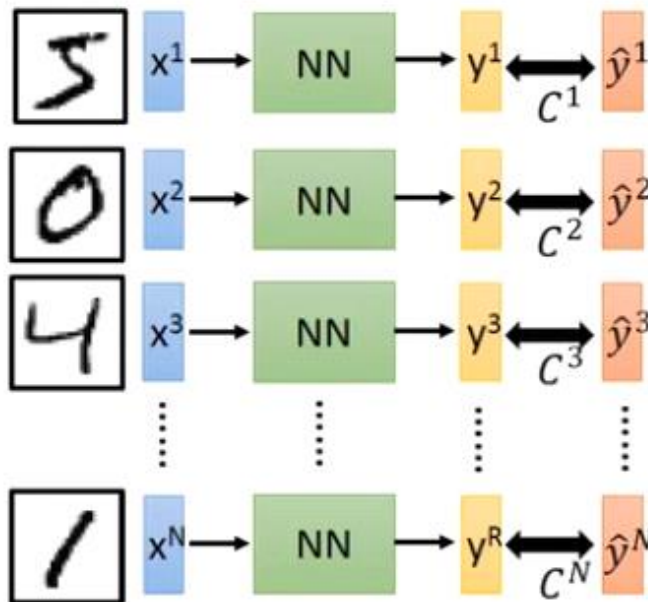 5 x¹ NN y¹ C¹ ŷ¹
0 x² NN y² C² ŷ²
4 x³ NN y³ C³ ŷ³
1 xᴺ NN yᴿ Cᴺ ŷᴺ